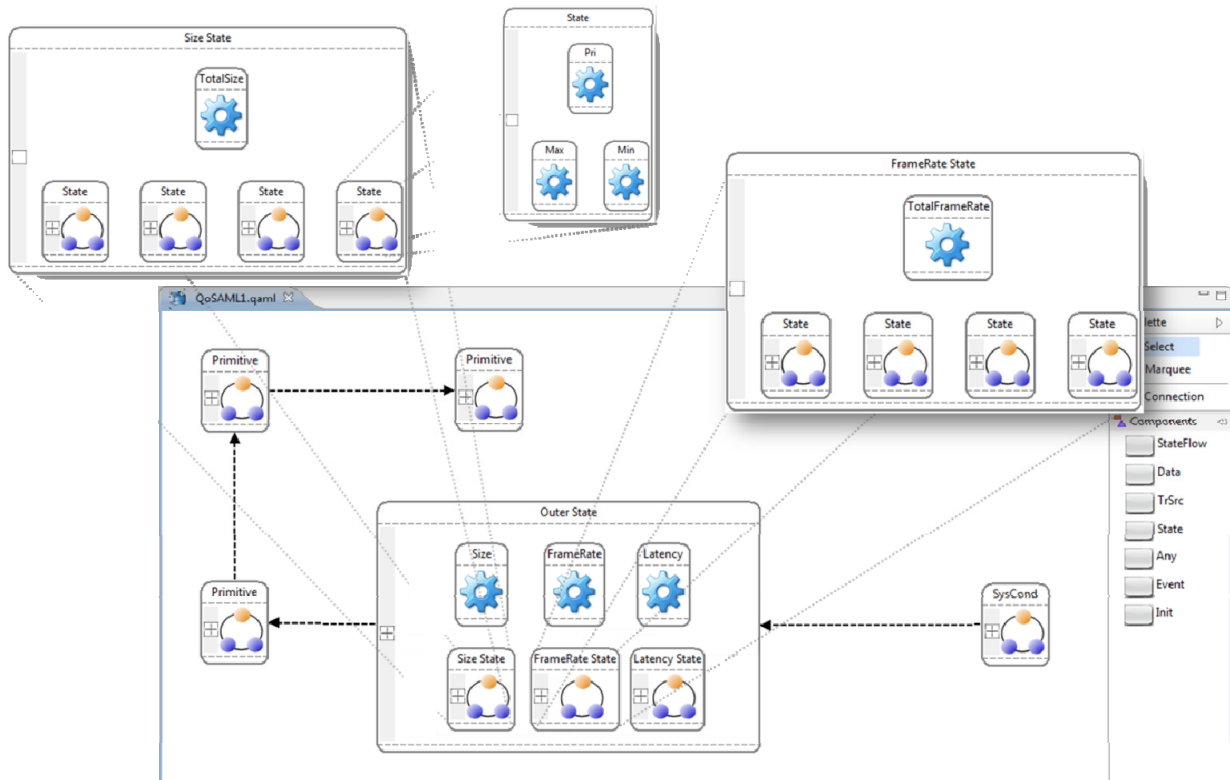 Size State
TotalSize
State
State
State
State
State
Pri
Max
Min
FrameRate State
TotalFrameRate
State
State
State
State
QoSAML1.qaml
lette
Select
Marquee
Connection
Components
StateFlow
Data
TrSrc
State
Any
Event
Init
Primitive
Primitive
Outer State
Size
FrameRate
Latency
Primitive
SysCond
Size State
FrameRate State
Latency State